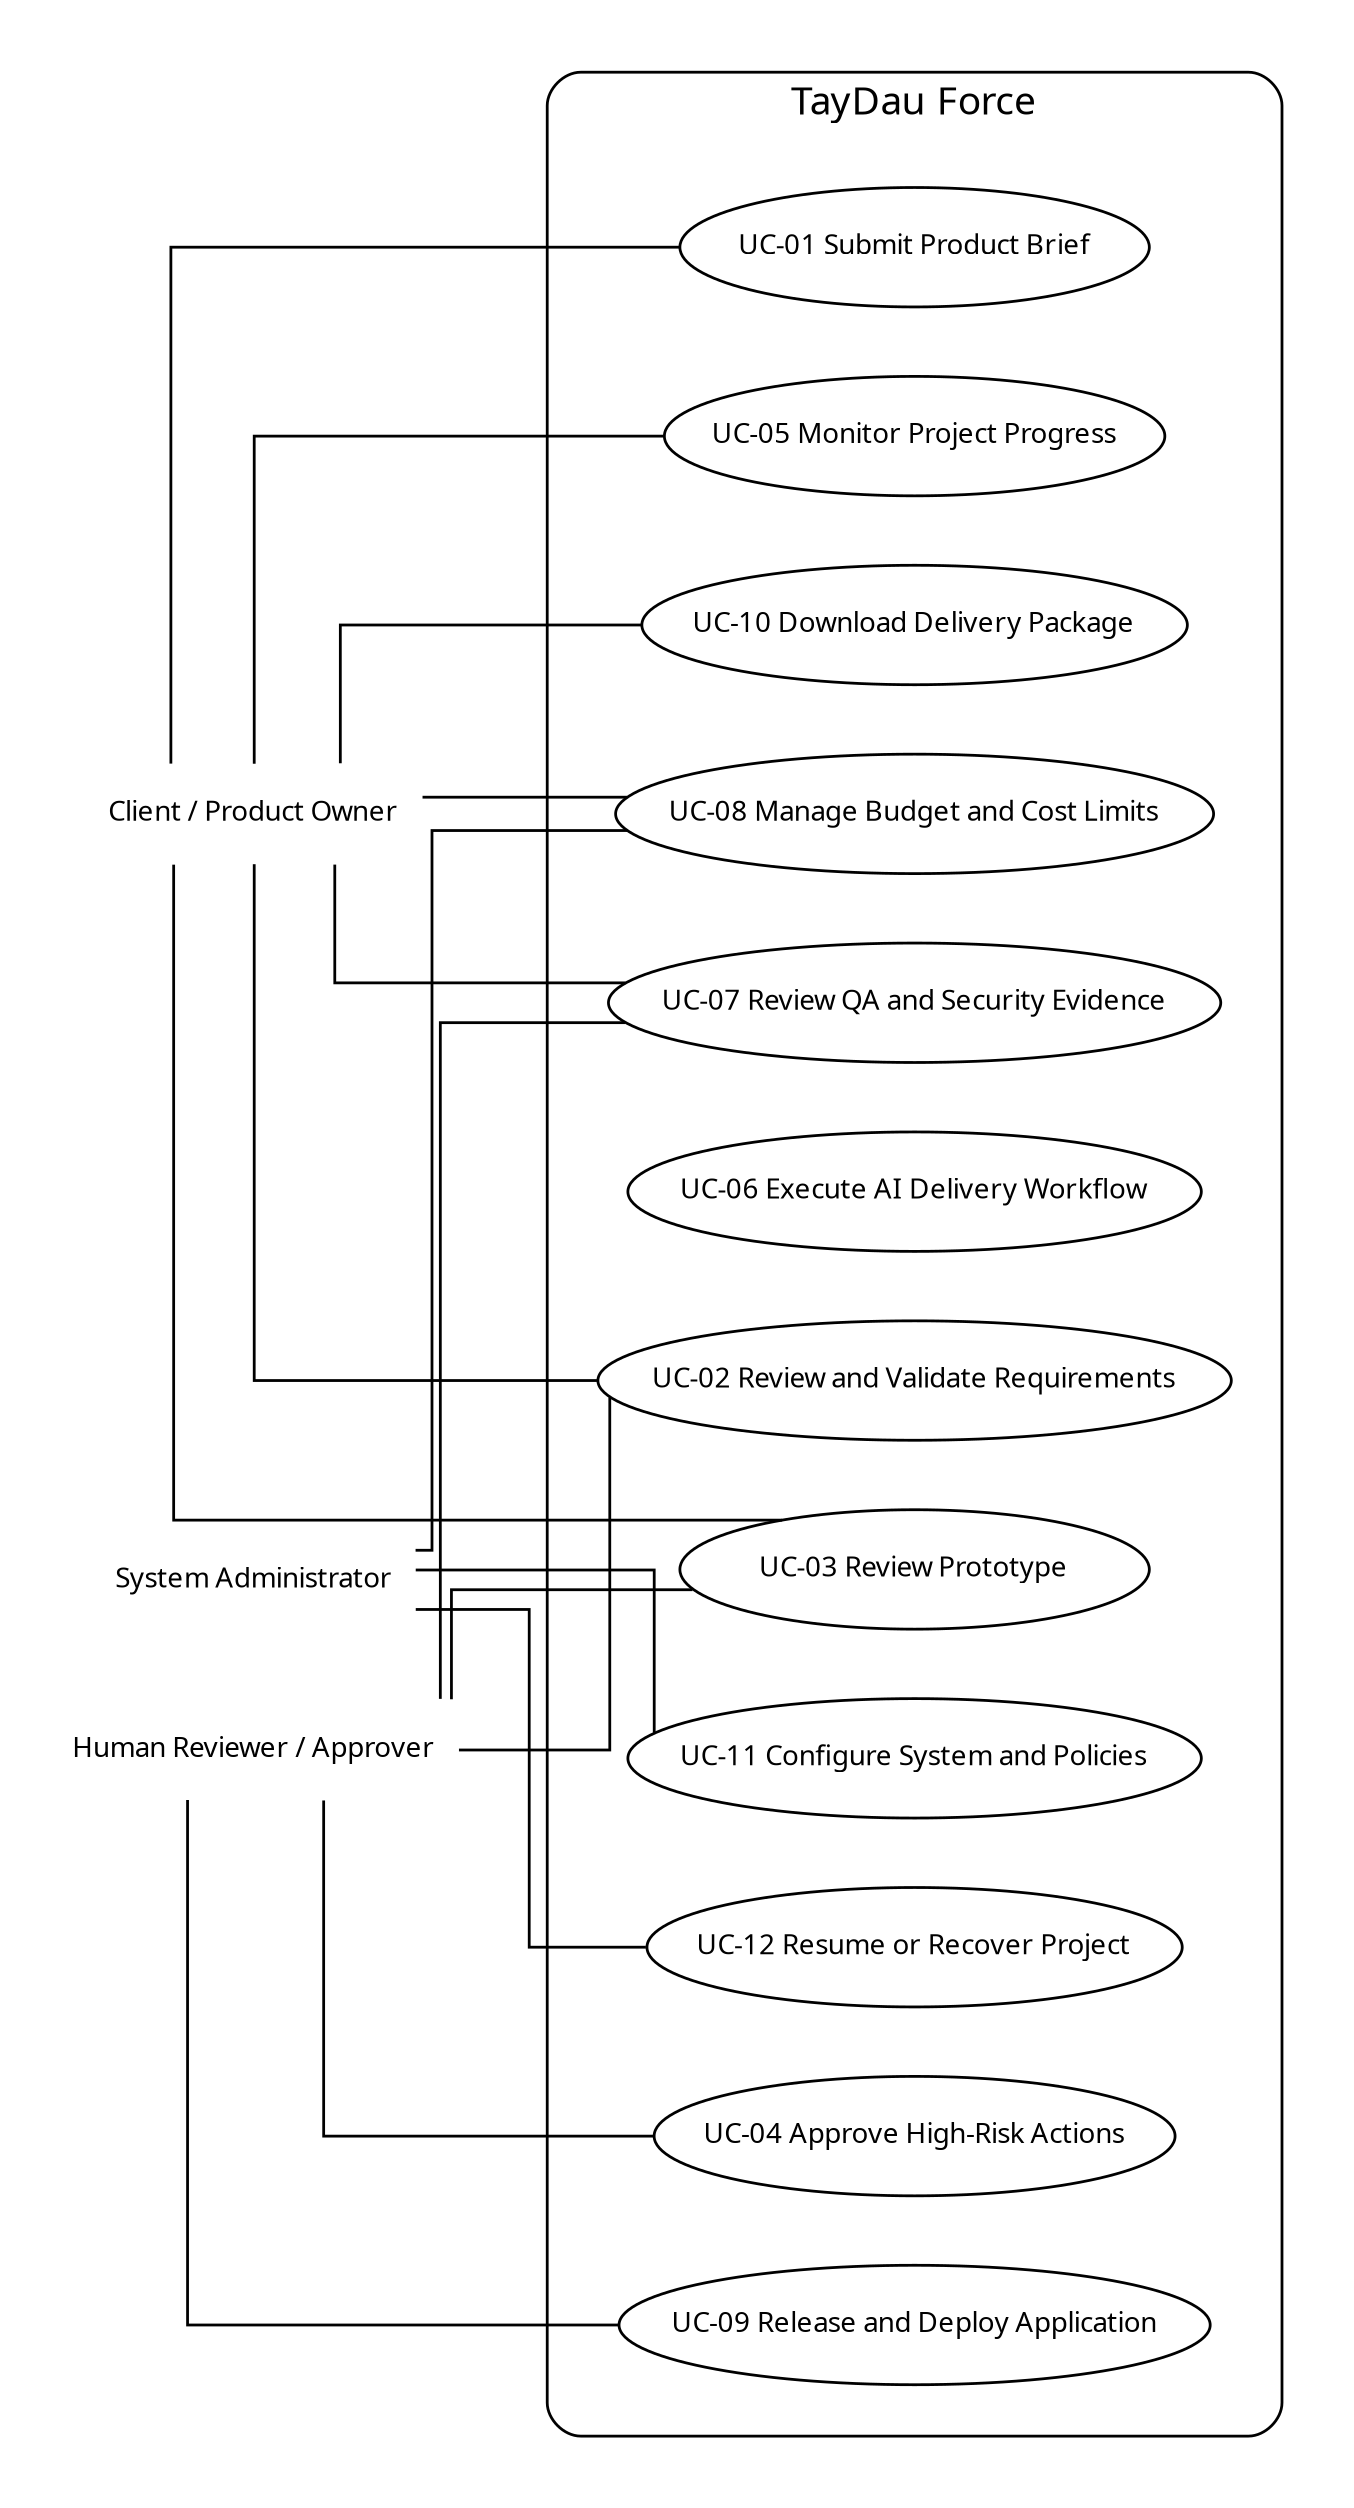 TayDau Force
UC-01 Submit Product Brief
UC-05 Monitor Project Progress
UC-10 Download Delivery Package
Client / Product Owner
UC-08 Manage Budget and Cost Limits
UC-07 Review QA and Security Evidence
UC-06 Execute AI Delivery Workflow
UC-02 Review and Validate Requirements
UC-03 Review Prototype
System Administrator
Human Reviewer / Approver
UC-11 Configure System and Policies
UC-12 Resume or Recover Project
UC-04 Approve High-Risk Actions
UC-09 Release and Deploy Application